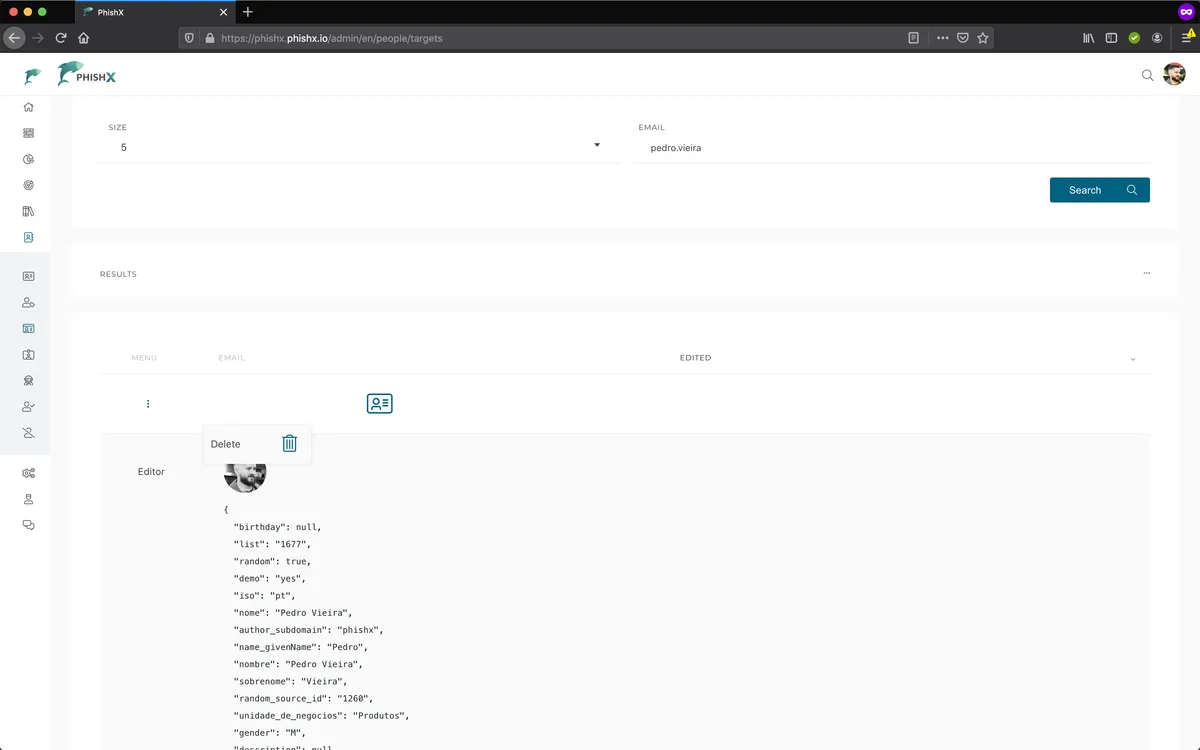 PhishX
https://phishx.phishx.io/admin/en/people/targets
PHISHX
SIZE
EMAIL
5
pedro.vieira
Search
RESULTS
MENU
EMAIL
EDITED
Delete
Editor
{
"birthday": null,
"list": "1677",
"random": true,
"demo": "yes",
"iso": "pt",
"nome": "Pedro Vieira",
"author_subdomain": "phishx",
"name_givenName": "Pedro",
"nombre": "Pedro Vieira",
"sobrenome": "Vieira",
"random_source_id": "1260",
"unidade_de_negocios": "Produtos",
"gender": "M",
"description": null